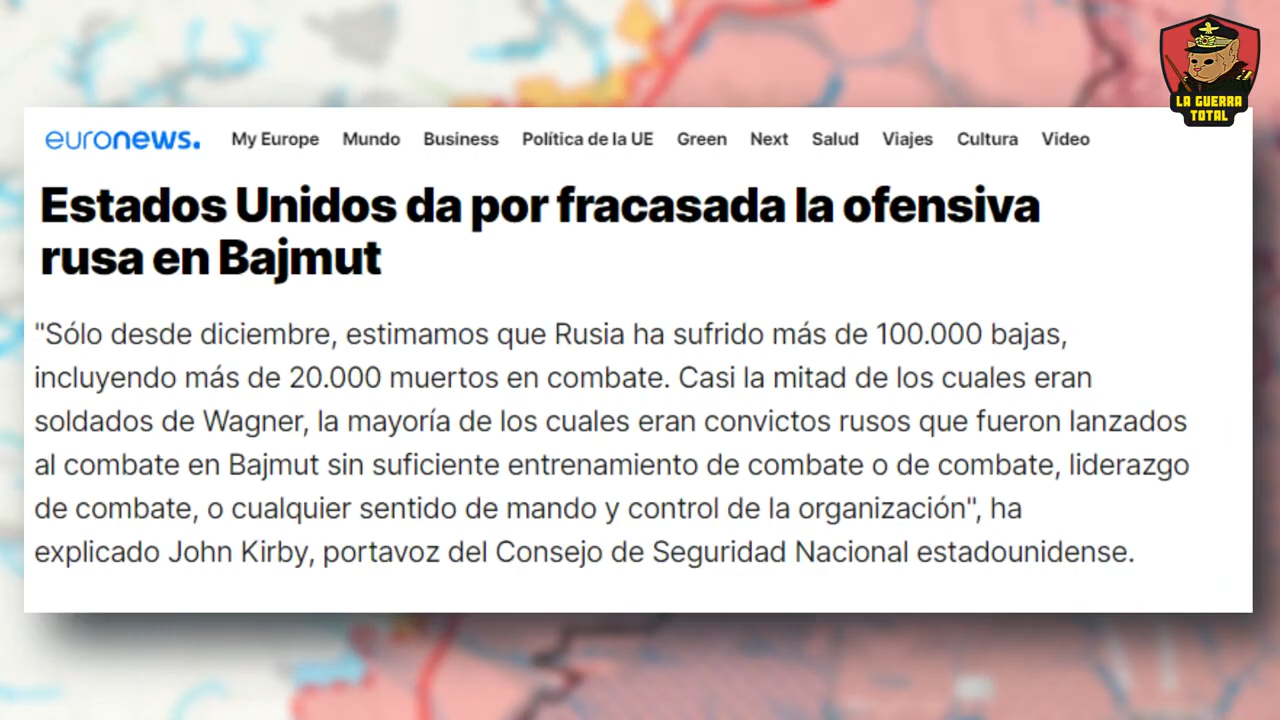 LA GUERRA
TOTAL
euronews.
My Europe Mundo Business Política de la UE Green Next Salud Viajes Cultura Video
Estados Unidos da por fracasada la ofensiva
rusa en Bajmut
"Sólo desde diciembre, estimamos que Rusia ha sufrido más de 100.000 bajas,
incluyendo más de 20.000 muertos en combate. Casi la mitad de los cuales eran
soldados de Wagner, la mayoría de los cuales eran convictos rusos que fueron lanzados
al combate en Bajmut sin suficiente entrenamiento de combate o de combate, liderazgo
de combate, o cualquier sentido de mando y control de la organización", ha
explicado John Kirby, portavoz del Consejo de Seguridad Nacional estadounidense.